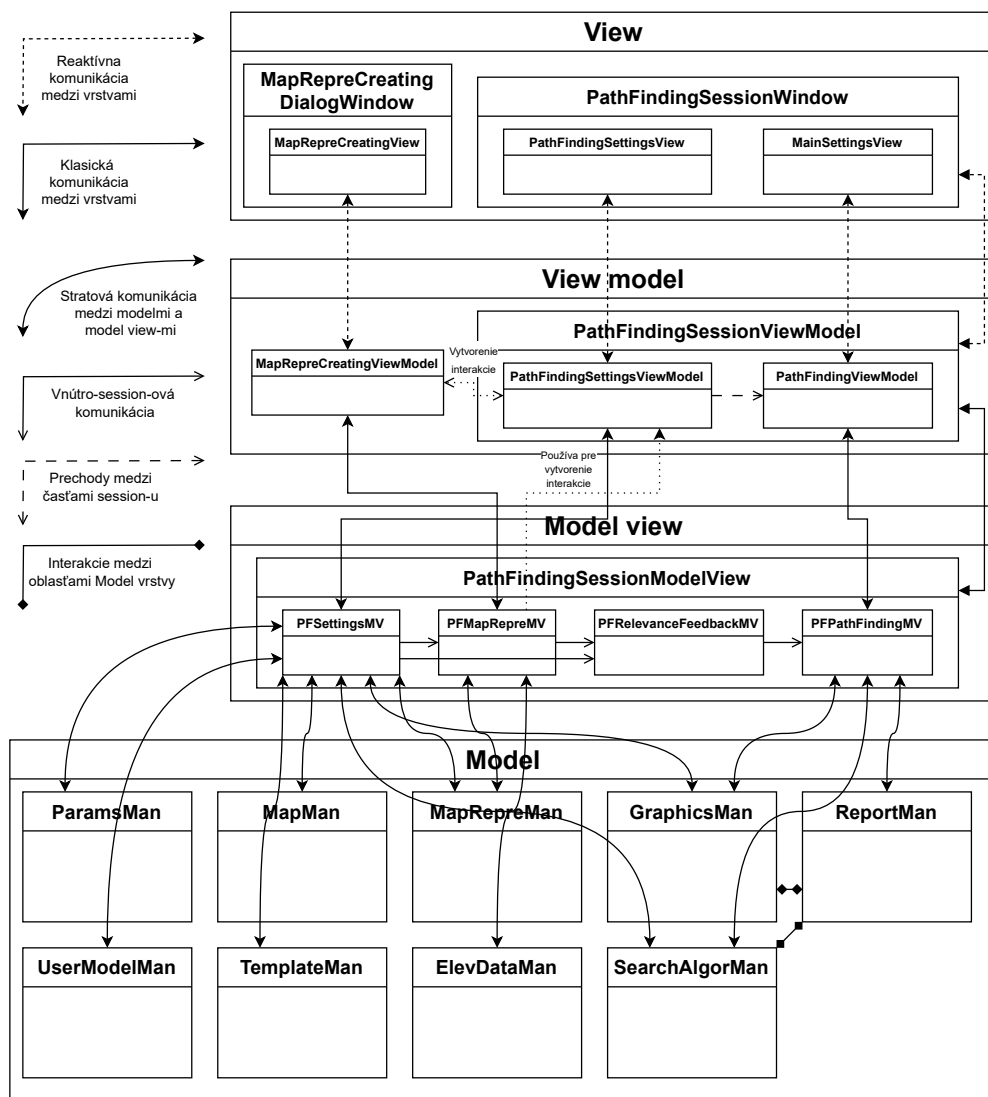 View
Reaktívna
komunikácia
medzi vrstvami
MapRepreCreating
DialogWindow
PathFindingSessionWindow
MapRepreCreatingView
PathFindingSettingsView
MainSettingsView
Klasická
komunikácia
medzi vrstvami
View model
Stratová komunikácia
medzi modelmi a
model view-mi
PathFindingSessionViewModel
MapRepreCreatingViewModel
Vytvorenie
interakcie
PathFindingSettingsViewModel
PathFindingViewModel
Vnútro-session-ová
komunikácia
Používa pre
vytvorenie
interakcie
Prechody medzi
časťami session-u
Model view
Interakcie medzi
oblasťami Model vrstvy
PathFindingSessionModelView
PFSettingsMV
PFMapRepreMV
PFRelevanceFeedbackMV
PFPathFindingMV
Model
ParamsMan
MapMan
MapRepreMan
GraphicsMan
ReportMan
UserModelMan
TemplateMan
ElevDataMan
SearchAlgorMan